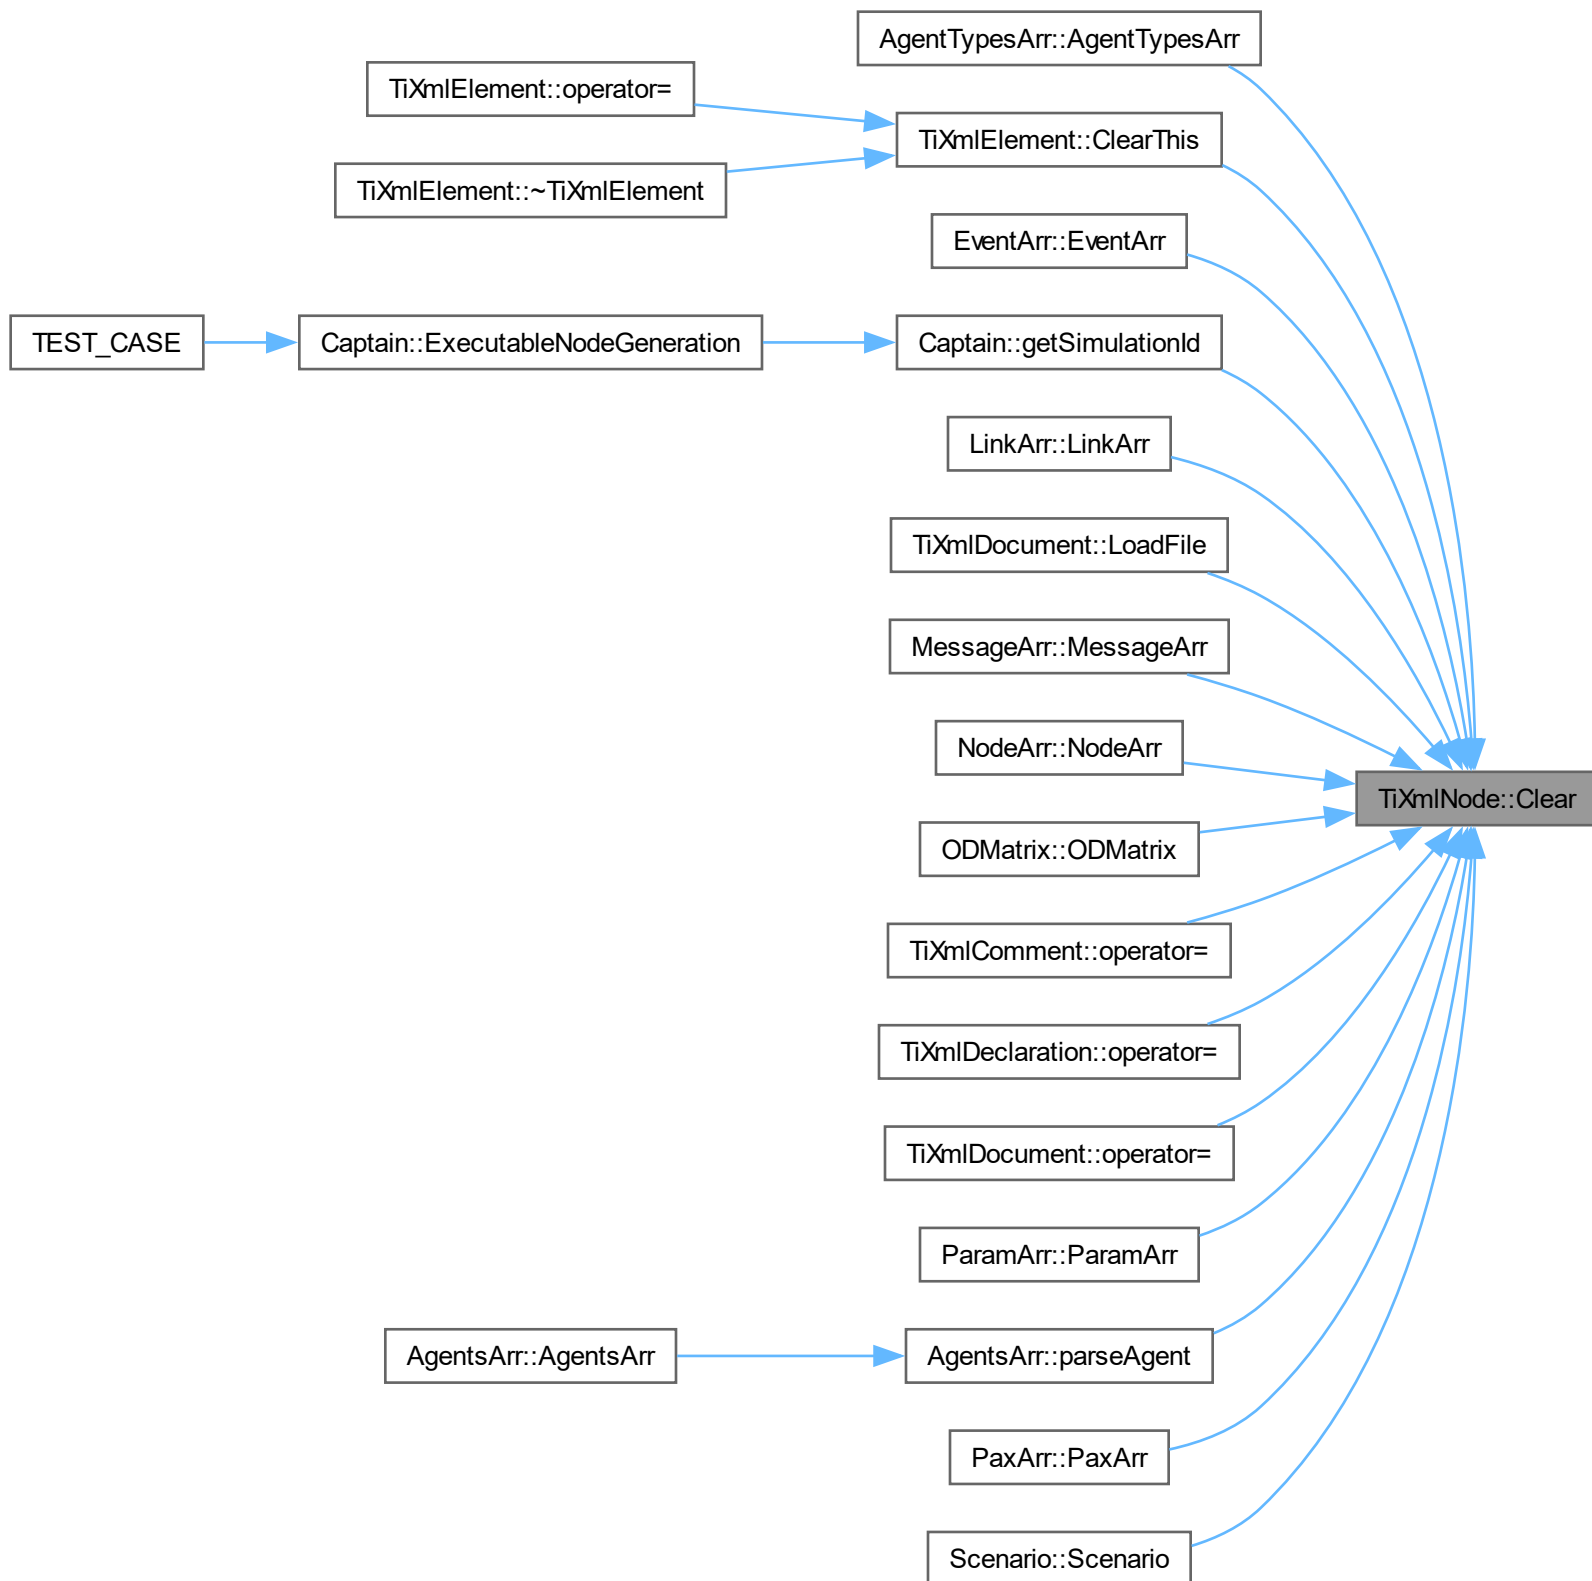 AgentTypesArr::AgentTypesArr
TiXmlElement::operator=
TiXmlElement::ClearThis
TiXmlElement::~TiXmlElement
EventArr::EventArr
TEST_CASE
Captain::ExecutableNodeGeneration
Captain::getSimulationId
LinkArr::LinkArr
TiXmlDocument::LoadFile
MessageArr::MessageArr
NodeArr::NodeArr
TiXmlNode::Clear
ODMatrix::ODMatrix
TiXmlComment::operator=
TiXmlDeclaration::operator=
TiXmlDocument::operator=
ParamArr::ParamArr
AgentsArr::AgentsArr
AgentsArr::parseAgent
PaxArr::PaxArr
Scenario::Scenario